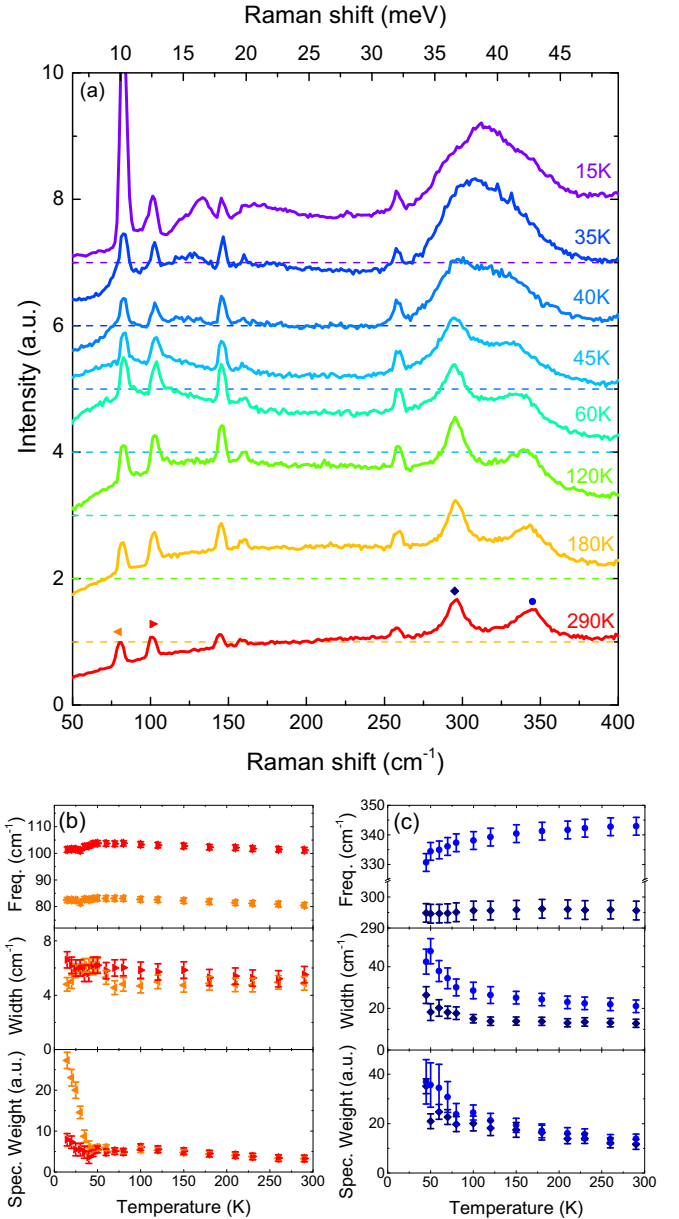 Raman shift (meV)
10 15 20 25 30 35 40 45
(a)
10
8
6
4
2
0
Intensity (a.u.)
15K
35K
40K
45K
60K
120K
180K
290K
50 100 150 200 250 300 350 400
Raman shift (cm⁻¹)
(b)
120
100
80
Freq. (cm⁻¹)
8
4
0
Width (cm⁻¹)
20
10
0
Spec. Weight (a.u.)
0 50 100 150 200 250 300
Temperature (K)
(c)
350
340
330
300
290
Freq. (cm⁻¹)
40
20
0
Width (cm⁻¹)
40
20
0
Spec. Weight (a.u.)
0 50 100 150 200 250 300
Temperature (K)